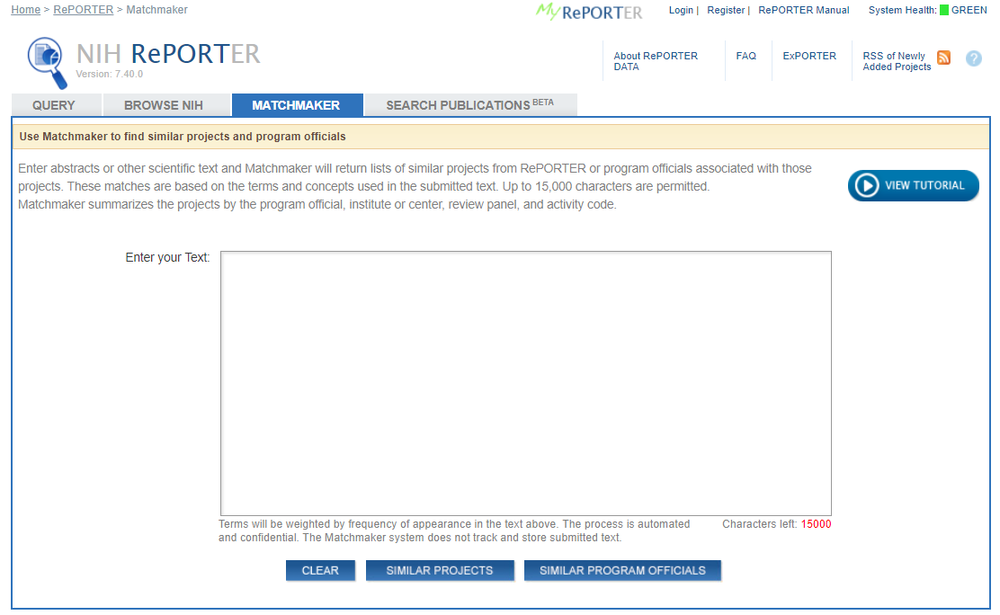 Home > RePORTER > Matchmaker
My RePORTER
Login | Register | RePORTER Manual
System Health: GREEN
NIH RePORTER
Version: 7.40.0
About RePORTER
DATA
FAQ
ExPORTER
RSS of Newly
Added Projects
?
QUERY
BROWSE NIH
MATCHMAKER
SEARCH PUBLICATIONS BETA
Use Matchmaker to find similar projects and program officials
Enter abstracts or other scientific text and Matchmaker will return lists of similar projects from RePORTER or program officials associated with those
projects. These matches are based on the terms and concepts used in the submitted text. Up to 15,000 characters are permitted.
Matchmaker summarizes the projects by the program official, institute or center, review panel, and activity code.
VIEW TUTORIAL
Enter your Text:
Terms will be weighted by frequency of appearance in the text above. The process is automated
and confidential. The Matchmaker system does not track and store submitted text.
Characters left: 15000
CLEAR
SIMILAR PROJECTS
SIMILAR PROGRAM OFFICIALS